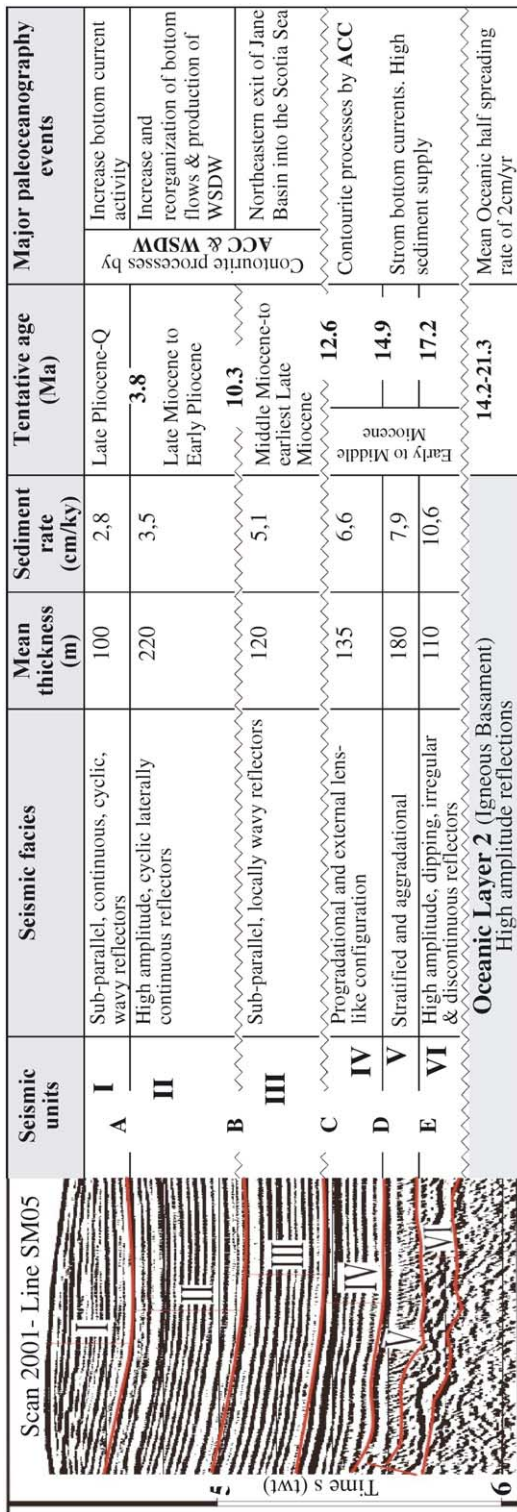 Scan 2001- Line SM05
I
II
III
IV
V
V
VI
5
6
Time s (twt)
Seismic
units
Seismic facies
Mean
thickness
(m)
Sediment
rate
(cm/ky)
Tentative age
(Ma)
Major paleoceanography
events
I
Sub-parallel, continuous, cyclic,
wavy reflectors
100
2,8
Late Pliocene-Q
Increase bottom current
activity
A
3.8
II
High amplitude, cyclic laterally
continuous reflectors
220
3,5
Late Miocene to
Early Pliocene
Increase and
reorganization of bottom
flows & production of
WSDW
Contourite processes by
ACC & WSDW
B
10.3
III
Sub-parallel, locally wavy reflectors
120
5,1
Middle Miocene-to
earliest Late
Miocene
Northeastern exit of Jane
Basin into the Scotia Sea
C
12.6
IV
Progradational and external lens-
like configuration
135
6,6
Early to Middle
Miocene
Contourite processes by ACC
D
14.9
V
Stratified and aggradational
180
7,9
Strom bottom currents. High
sediment supply
E
17.2
VI
High amplitude, dipping, irregular
& discontinuous reflectors
110
10,6
Oceanic Layer 2 (Igneous Basament)
High amplitude reflections
14.2-21.3
Mean Oceanic half spreading
rate of 2cm/yr